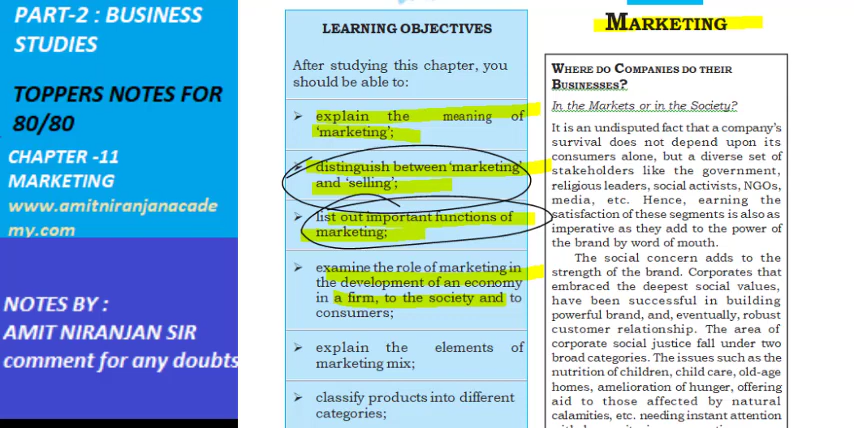 PART-2 : BUSINESS
STUDIES
TOPPERS NOTES FOR
80/80
CHAPTER -11
MARKETING
www.amitniranjanacade
my.com
NOTES BY :
AMIT NIRANJAN SIR
comment for any doubts
LEARNING OBJECTIVES
After studying this chapter, you
should be able to:
➢ explain the meaning of
‘marketing’;
➢ distinguish between ‘marketing’
and ‘selling’;
➢ list out important functions of
marketing;
➢ examine the role of marketing in
the development of an economy
in a firm, to the society and to
consumers;
➢ explain the elements of
marketing mix;
➢ classify products into different
categories;
MARKETING
WHERE DO COMPANIES DO THEIR
BUSINESSES?
In the Markets or in the Society?
It is an undisputed fact that a company’s
survival does not depend upon its
consumers alone, but a diverse set of
stakeholders like the government,
religious leaders, social activists, NGOs,
media, etc. Hence, earning the
satisfaction of these segments is also as
imperative as they add to the power of
the brand by word of mouth.
The social concern adds to the
strength of the brand. Corporates that
embraced the deepest social values,
have been successful in building
powerful brand, and, eventually, robust
customer relationship. The area of
corporate social justice fall under two
broad categories. The issues such as the
nutrition of children, child care, old-age
homes, amelioration of hunger, offering
aid to those affected by natural
calamities, etc. needing instant attention